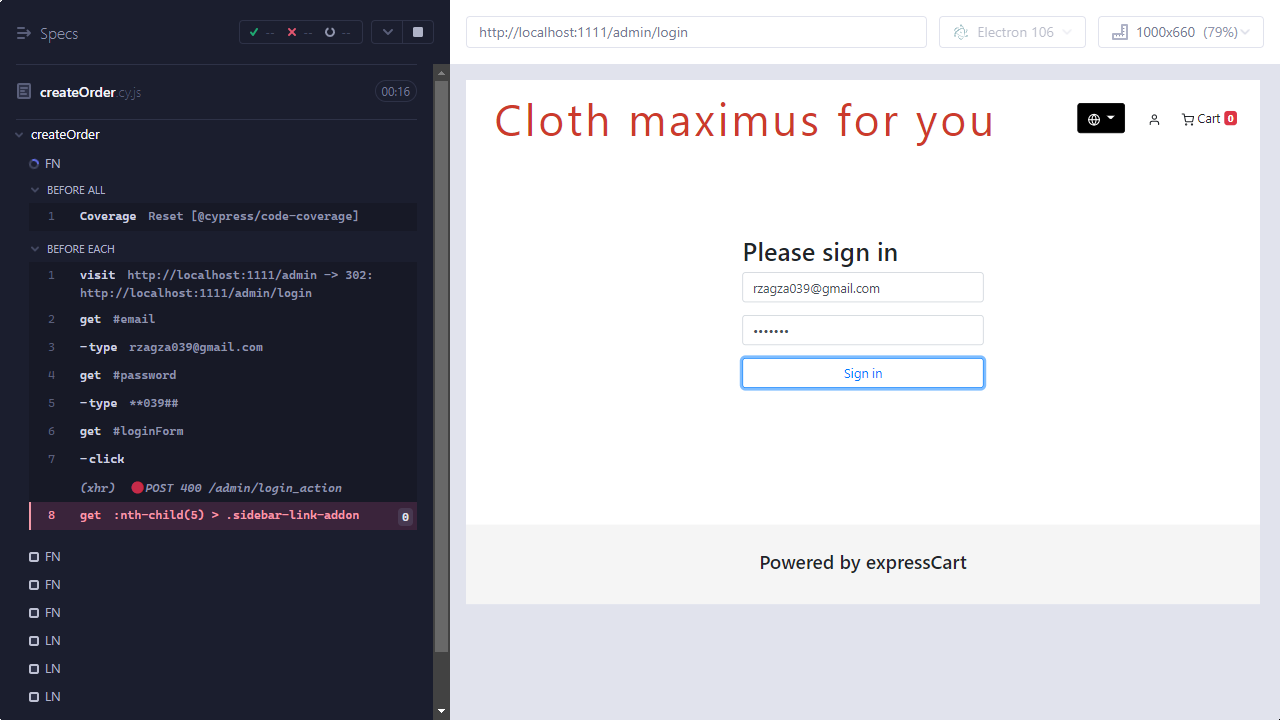 Specs
-- -- --
createOrder.cy.js
00:16
createOrder
FN
BEFORE ALL
1 Coverage Reset [@cypress/code-coverage]
BEFORE EACH
1 visit http://localhost:1111/admin -> 302:
http://localhost:1111/admin/login
2 get #email
3 -type rzagza039@gmail.com
4 get #password
5 -type **039##
6 get #loginForm
7 -click
(xhr) POST 400 /admin/login_action
8 get :nth-child(5) > .sidebar-link-addon 0
FN
FN
FN
LN
LN
LN
http://localhost:1111/admin/login
Electron 106
1000x660 (79%)
Cloth maximus for you
Cart 0
Please sign in
rzagza039@gmail.com
•••••••
Sign in
Powered by expressCart